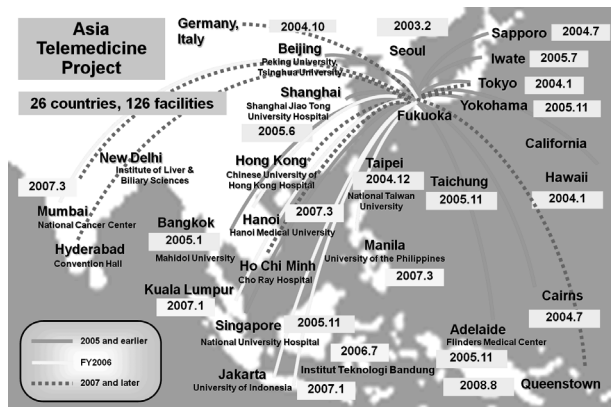 Asia
Telemedicine
Project
26 countries, 126 facilities
Germany,
Italy
2004.10
2003.2
Seoul
Sapporo 2004.7
Iwate 2005.7
Tokyo 2004.1
Yokohama
2005.11
Fukuoka
Beijing
Peking University,
Tsinghua University
Shanghai
Shanghai Jiao Tong
University Hospital
2005.6
New Delhi
Institute of Liver &
Biliary Sciences
2007.3
Mumbai
National Cancer Center
Hyderabad
Convention Hall
Hong Kong
Chinese University of
Hong Kong Hospital
2007.3
Taipei
2004.12
National Taiwan
University
Taichung
2005.11
California
Hawaii
2004.1
Bangkok
2005.1
Mahidol University
Hanoi
Hanoi Medical University
Ho Chi Minh
Cho Ray Hospital
Manila
University of the Philippines
2007.3
Kuala Lumpur
2007.1
Singapore 2005.11
National University Hospital
2006.7
Institut Teknologi Bandung
Jakarta
University of Indonesia
2007.1
Cairns
2004.7
Adelaide
Flinders Medical Center
2005.11
2008.8
Queenstown
2005 and earlier
FY2006
2007 and later